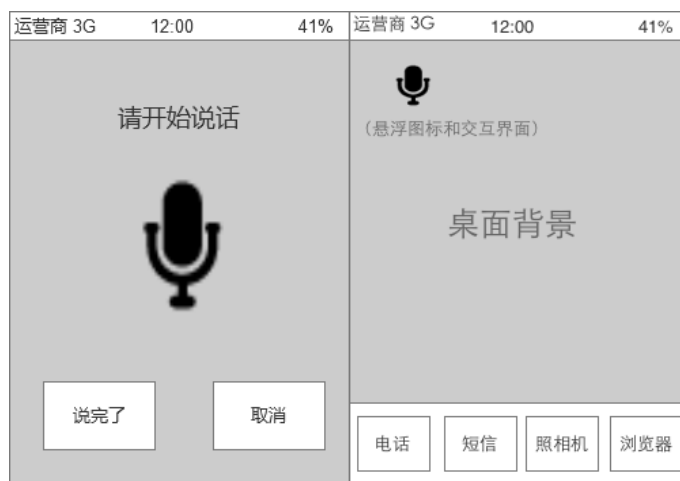 运营商 3G 12:00 41%
请开始说话
说完了 取消
运营商 3G 12:00 41%
（悬浮图标和交互界面）
桌面背景
电话 短信 照相机 浏览器